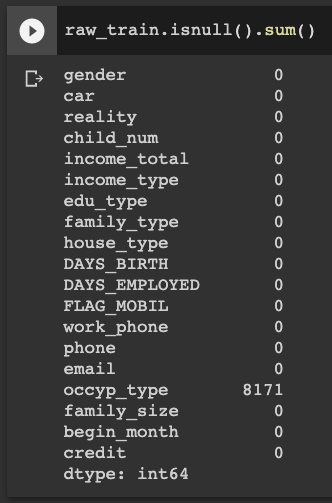 raw_train.isnull().sum()
gender 0
car 0
reality 0
child_num 0
income_total 0
income_type 0
edu_type 0
family_type 0
house_type 0
DAYS_BIRTH 0
DAYS_EMPLOYED 0
FLAG_MOBIL 0
work_phone 0
phone 0
email 0
occyp_type 8171
family_size 0
begin_month 0
credit 0
dtype: int64